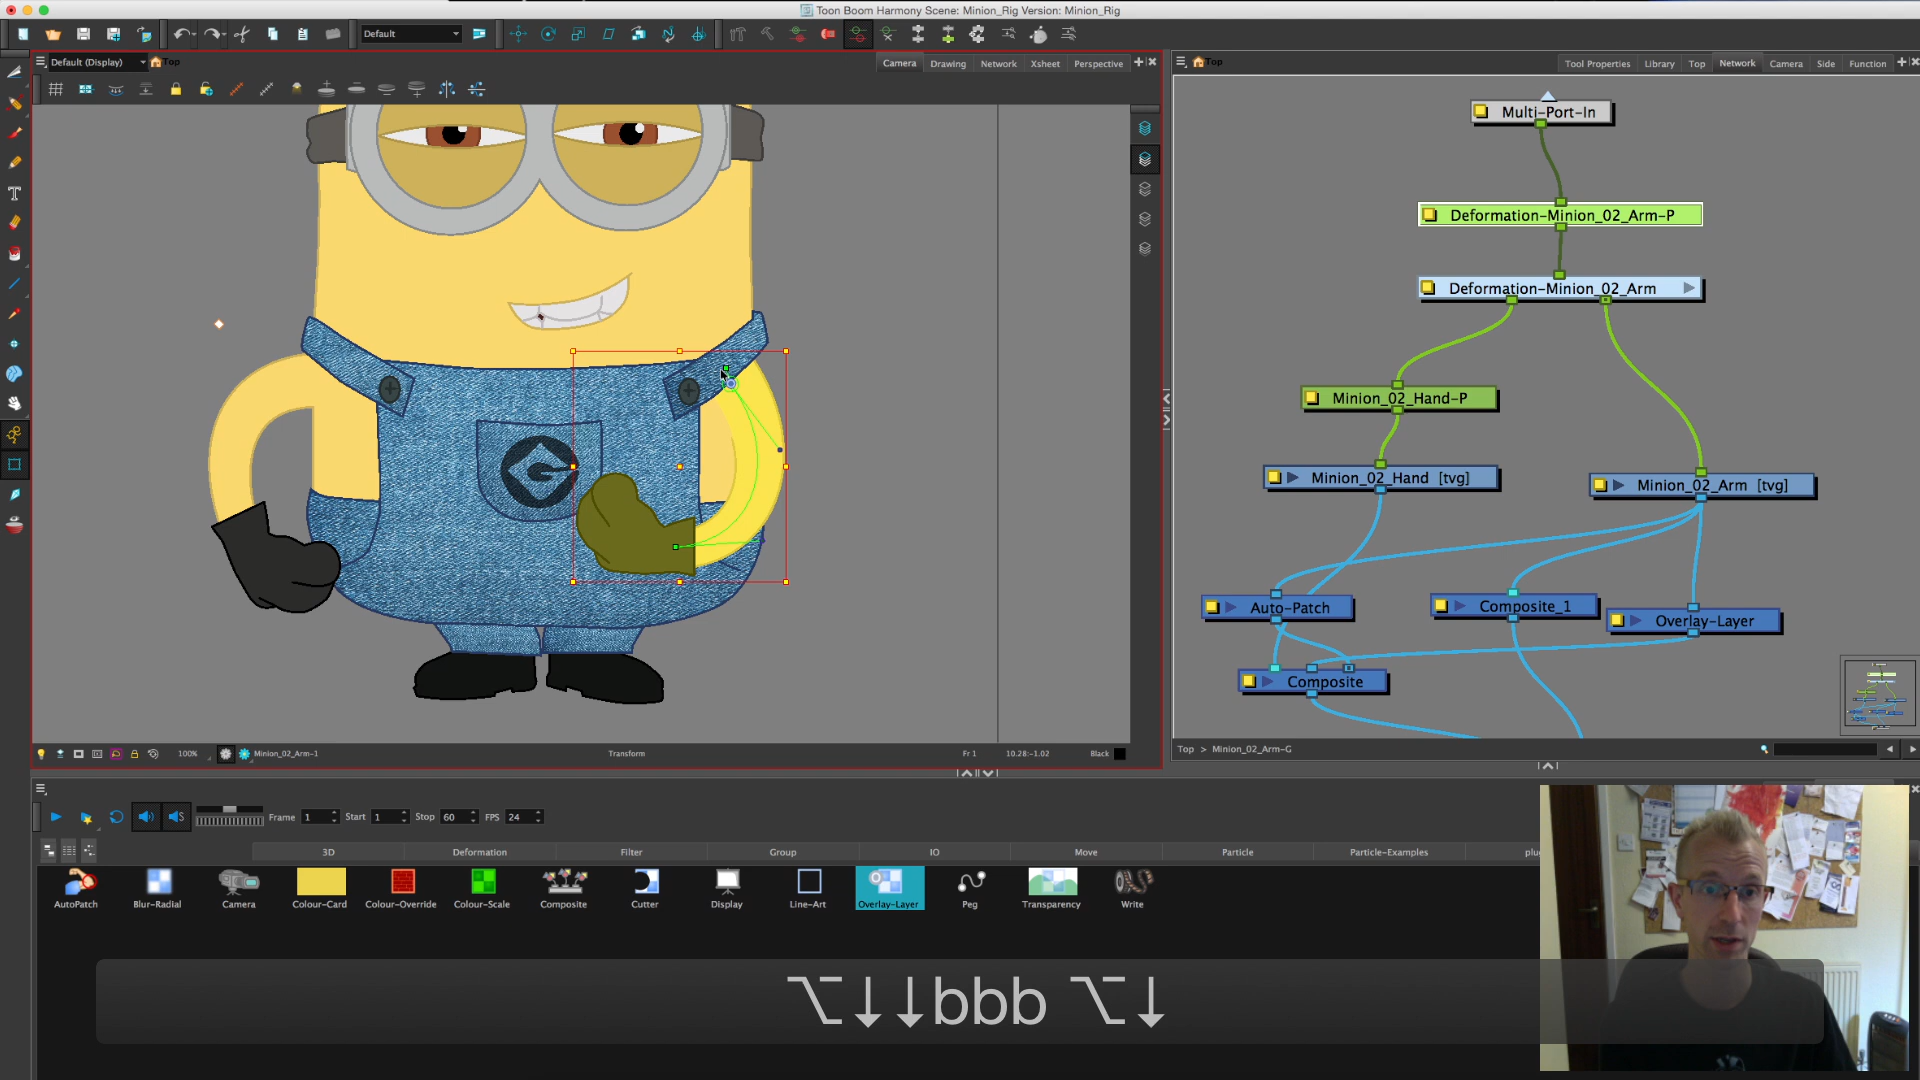 Toon Boom Harmony Scene: Minion_Rig Version: Minion_Rig
Default
Default (Display)
Top
Camera
Drawing
Network
Xsheet
Perspective
Top
Tool Properties
Library
Top
Network
Camera
Side
Function
Multi-Port-In
Deformation-Minion_02_Arm-P
Deformation-Minion_02_Arm
Minion_02_Hand-P
Minion_02_Hand [tvg]
Minion_02_Arm [tvg]
Auto-Patch
Composite_1
Overlay-Layer
Composite
100%
Minion_02_Arm-1
Transform
Fr 1
10.28:-1.02
Black
Top > Minion_02_Arm-G
Frame 1 Start 1 Stop 60 FPS 24
3D
Deformation
Filter
Group
IO
Move
Particle
Particle-Examples
plu
AutoPatch
Blur-Radial
Camera
Colour-Card
Colour-Override
Colour-Scale
Composite
Cutter
Display
Line-Art
Overlay-Layer
Peg
Transparency
Write
⌥↓↓bbb ⌥↓